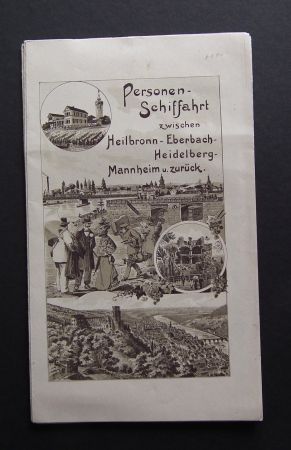 Personen-
Schiffahrt
zwischen
Heilbronn-Eberbach-
Heidelberg-
Mannheim u. zurück.